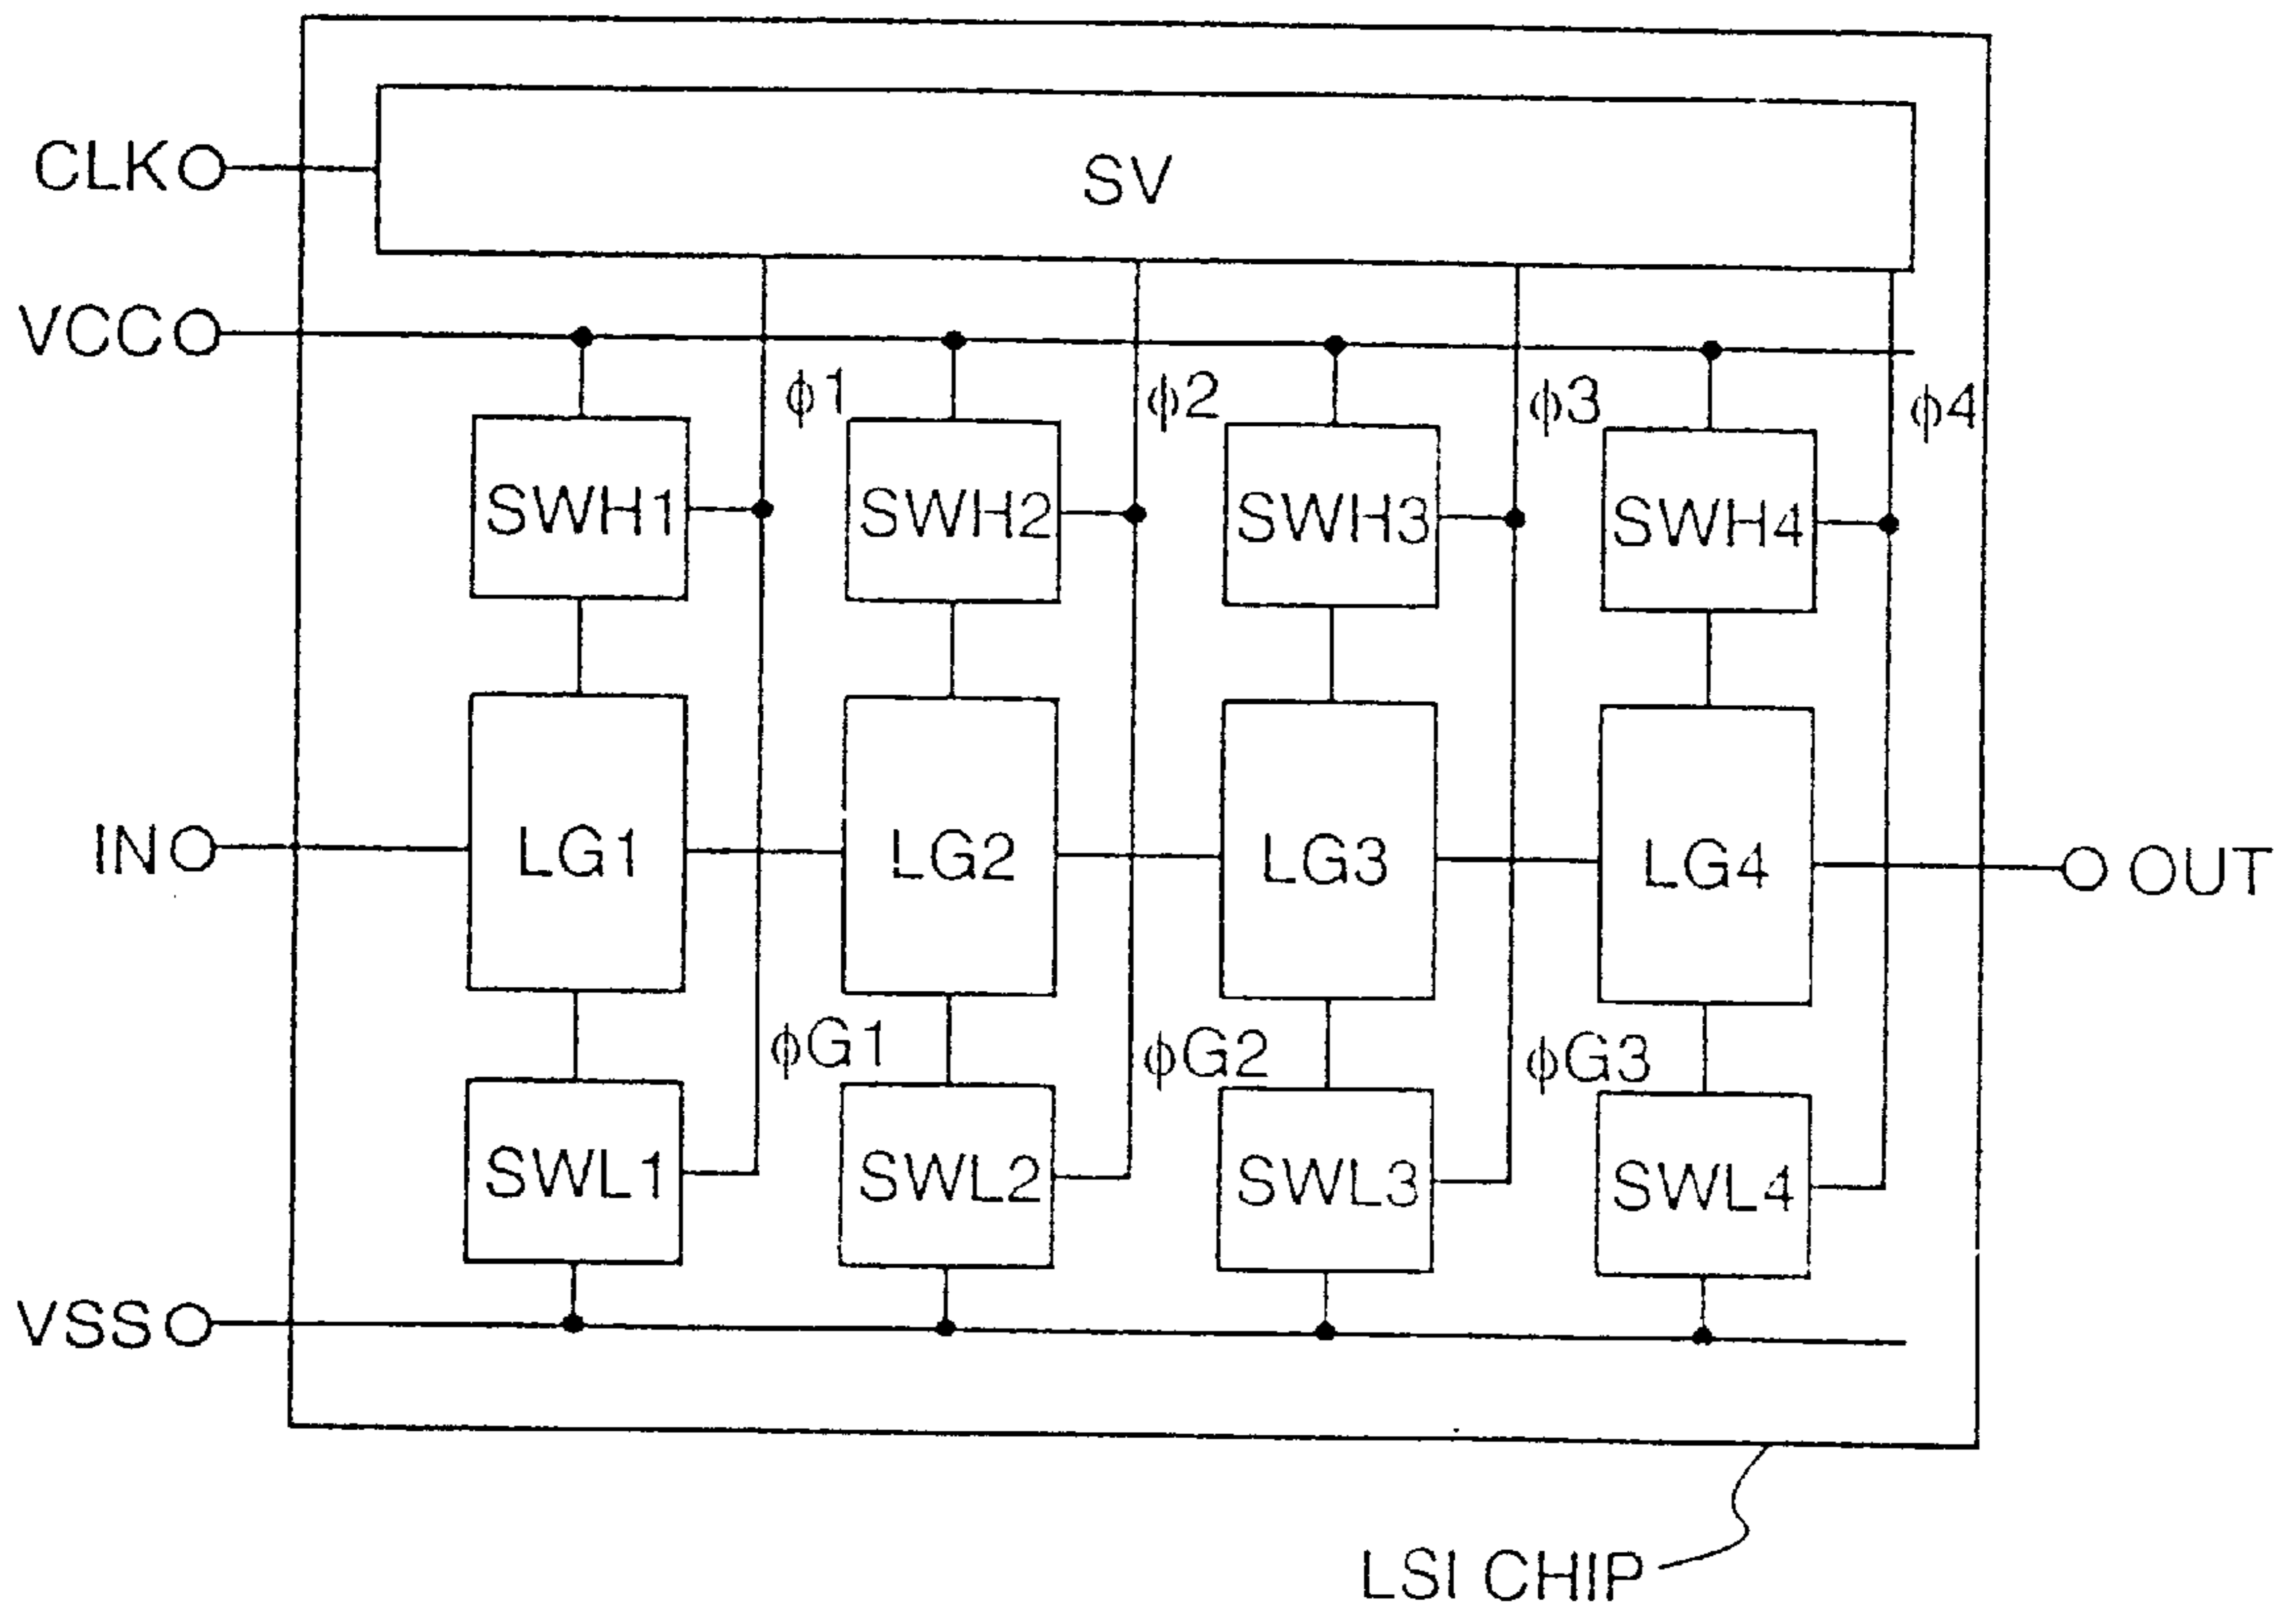 SV
CLK
VCC
ϕ1
ϕ2
ϕ3
ϕ4
SWH1
SWH2
SWH3
SWH4
IN
LG1
LG2
LG3
LG4
OUT
ϕG1
ϕG2
ϕG3
SWL1
SWL2
SWL3
SWL4
VSS
LSI CHIP